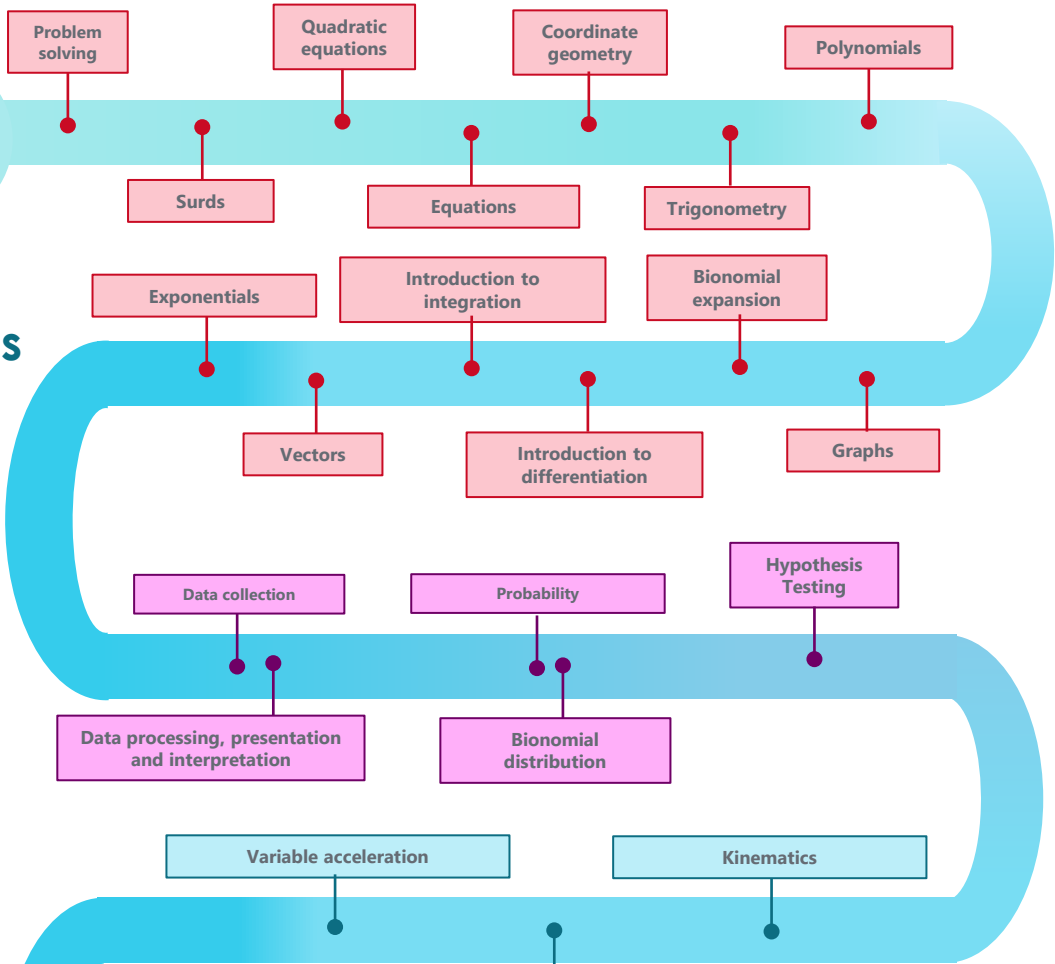 Problem
solving
Quadratic
equations
Coordinate
geometry
Polynomials
Surds
Equations
Trigonometry
Exponentials
Introduction to
integration
Bionomial
expansion
s
Vectors
Introduction to
differentiation
Graphs
Data collection
Probability
Hypothesis
Testing
Data processing, presentation
and interpretation
Bionomial
distribution
Variable acceleration
Kinematics